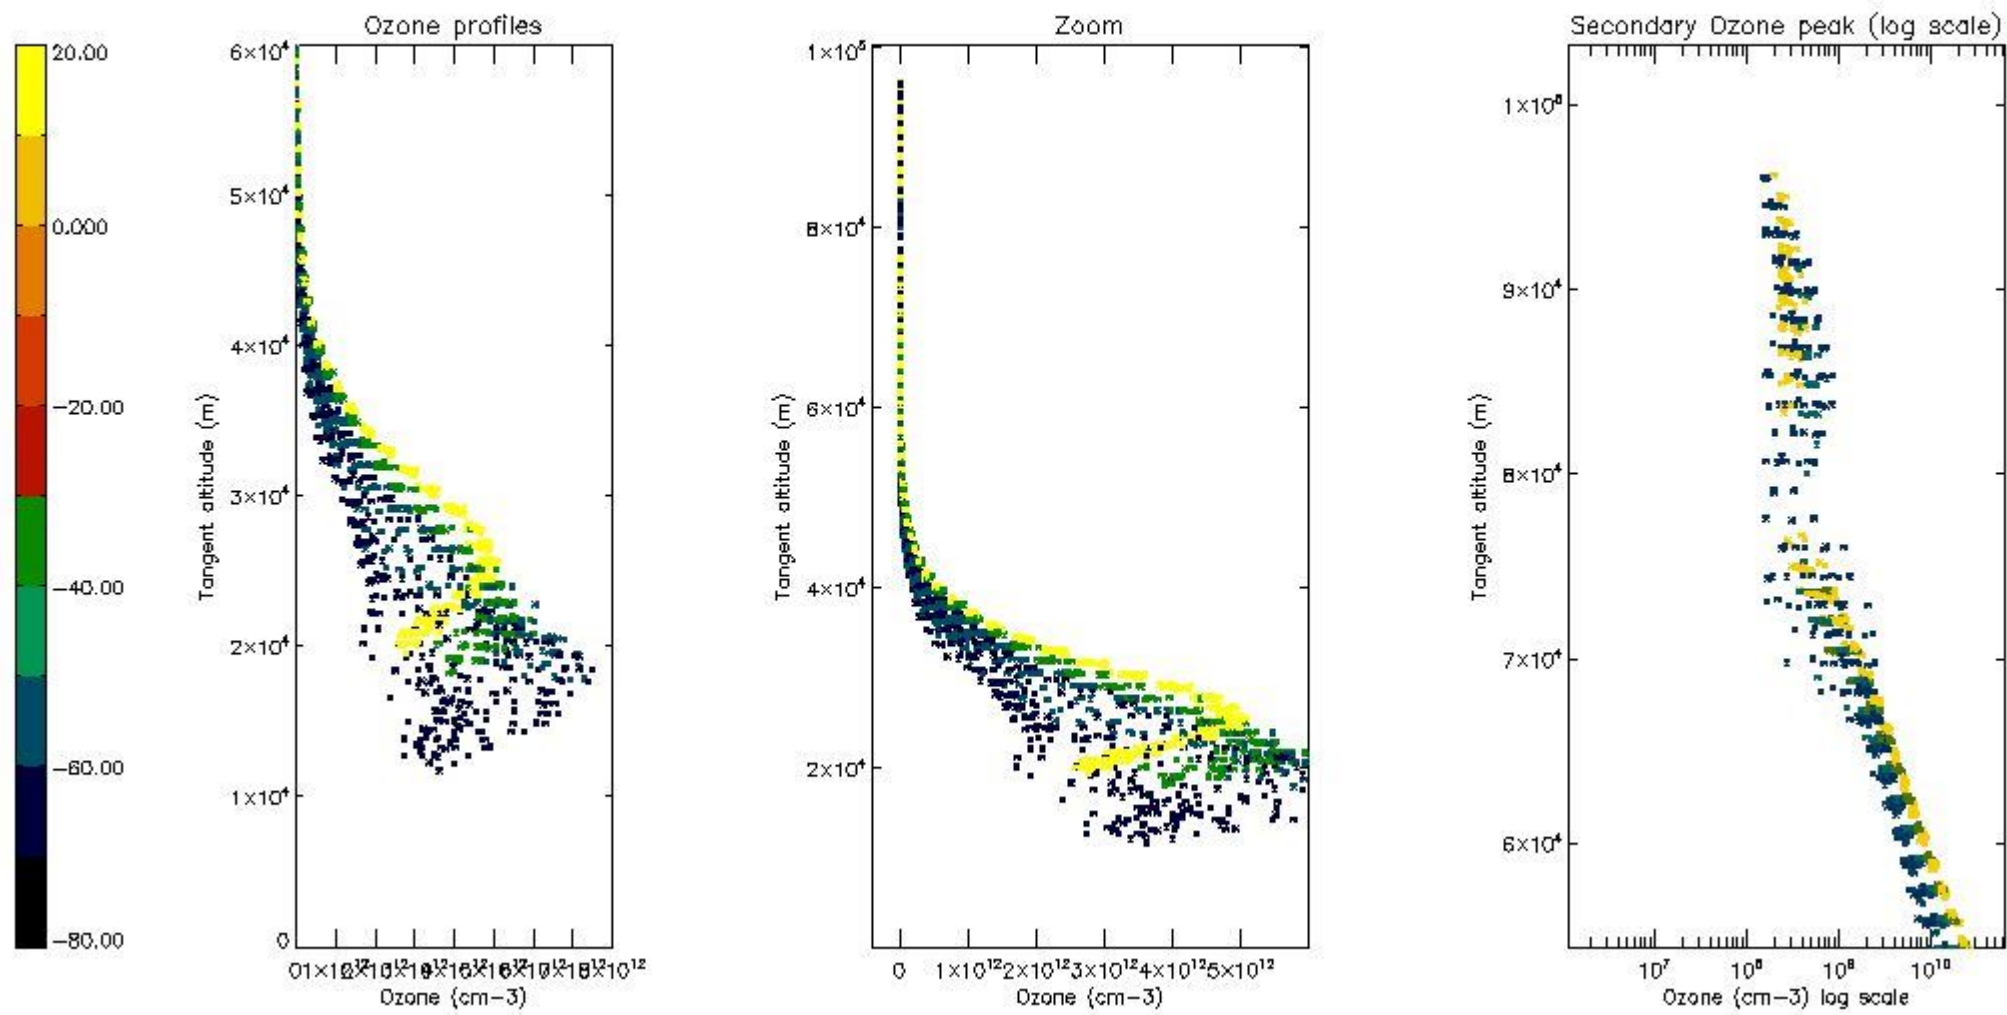 Ozone profiles
Zoom
Secondary Ozone peak (log scale)
20.00
0.000
−20.00
−40.00
−60.00
−80.00
6×10⁴
5×10⁴
4×10⁴
3×10⁴
2×10⁴
1×10⁴
0
Tangent altitude (m)
Ozone (cm−3)
1×10⁵
8×10⁴
6×10⁴
4×10⁴
2×10⁴
Tangent altitude (m)
0 1×10¹² 2×10¹² 3×10¹² 4×10¹² 5×10¹²
Ozone (cm−3)
9×10⁴
8×10⁴
7×10⁴
6×10⁴
Tangent altitude (m)
10⁷ 10⁸ 10⁹ 10¹⁰
Ozone (cm−3) log scale